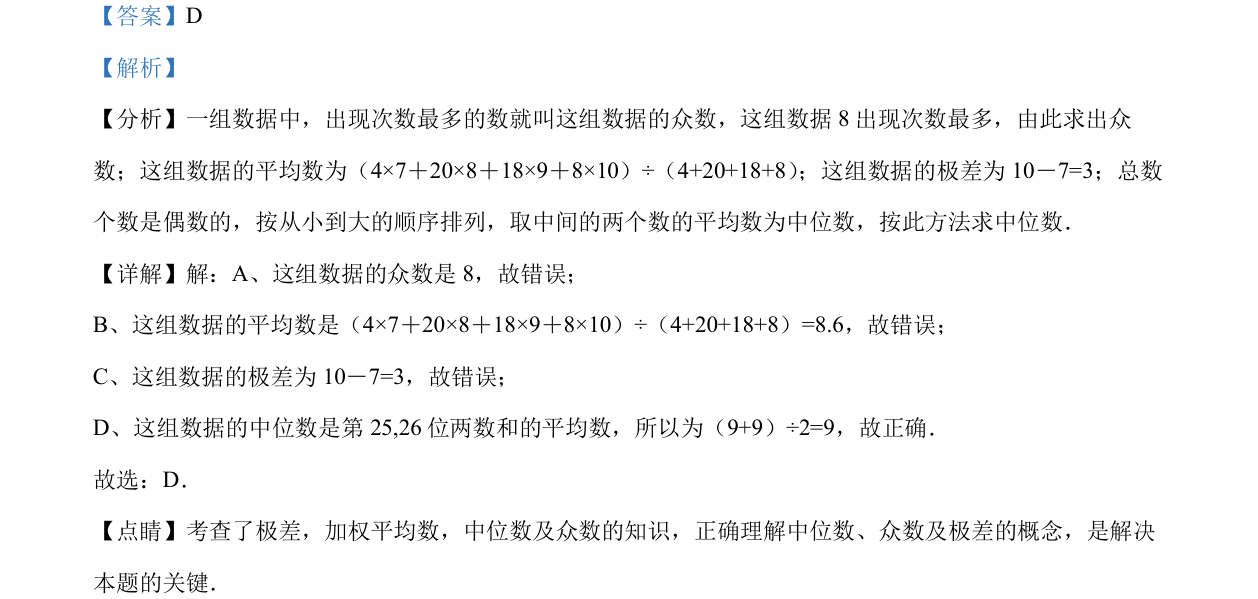 【答案】D
【解析】
【分析】一组数据中，出现次数最多的数就叫这组数据的众数，这组数据 8 出现次数最多，由此求出众
数；这组数据的平均数为（4×7＋20×8＋18×9＋8×10）÷（4+20+18+8）；这组数据的极差为 10－7=3；总数
个数是偶数的，按从小到大的顺序排列，取中间的两个数的平均数为中位数，按此方法求中位数．
【详解】解：A、这组数据的众数是 8，故错误；
B、这组数据的平均数是（4×7＋20×8＋18×9＋8×10）÷（4+20+18+8）=8.6，故错误；
C、这组数据的极差为 10－7=3，故错误；
D、这组数据的中位数是第 25,26 位两数和的平均数，所以为（9+9）÷2=9，故正确．
故选：D．
【点睛】考查了极差，加权平均数，中位数及众数的知识，正确理解中位数、众数及极差的概念，是解决
本题的关键．